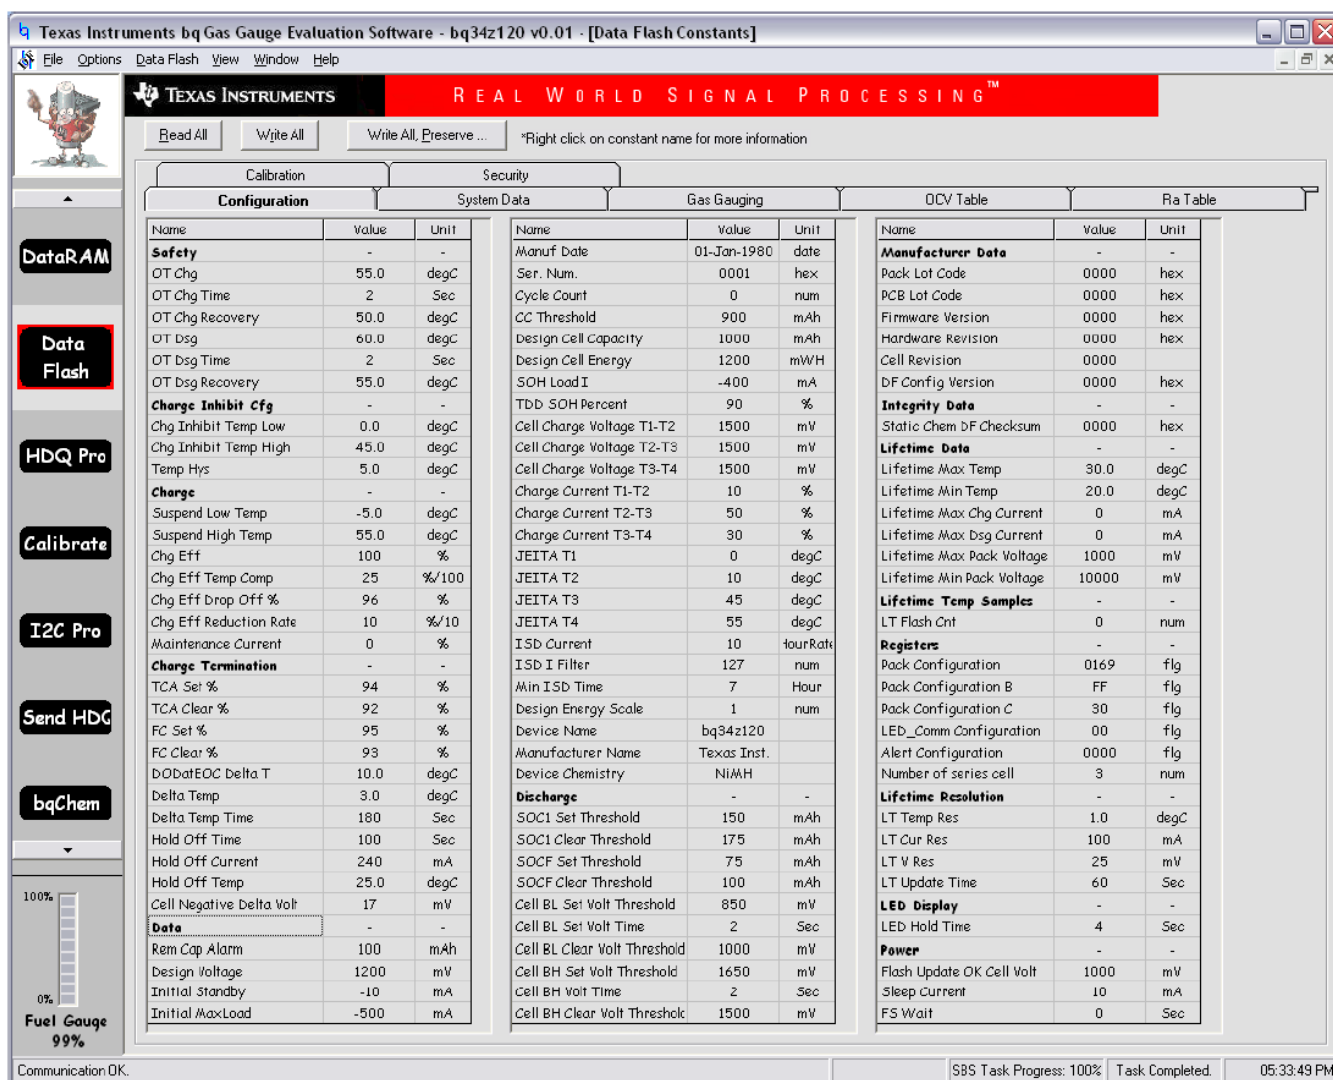 Texas Instruments bq Gas Gauge Evaluation Software - bq34z120 v0.01 - [Data Flash Constants]
File Options Data Flash View Window Help
TEXAS INSTRUMENTS REAL WORLD SIGNAL PROCESSING™
Read All Write All Write All, Preserve ... *Right click on constant name for more information
Calibration Security
Configuration System Data Gas Gauging OCV Table Ra Table
DataRAM
Data
Flash
HDQ Pro
Calibrate
I2C Pro
Send HDQ
bqChem
100%
0%
Fuel Gauge
99%
Name Value Unit
Safety - -
OT Chg 55.0 degC
OT Chg Time 2 Sec
OT Chg Recovery 50.0 degC
OT Dsg 60.0 degC
OT Dsg Time 2 Sec
OT Dsg Recovery 55.0 degC
Charge Inhibit Cfg - -
Chg Inhibit Temp Low 0.0 degC
Chg Inhibit Temp High 45.0 degC
Temp Hys 5.0 degC
Charge - -
Suspend Low Temp -5.0 degC
Suspend High Temp 55.0 degC
Chg Eff 100 %
Chg Eff Temp Comp 25 %/100
Chg Eff Drop Off % 96 %
Chg Eff Reduction Rate 10 %/10
Maintenance Current 0 %
Charge Termination - -
TCA Set % 94 %
TCA Clear % 92 %
FC Set % 95 %
FC Clear % 93 %
DODatEOC Delta T 10.0 degC
Delta Temp 3.0 degC
Delta Temp Time 180 Sec
Hold Off Time 100 Sec
Hold Off Current 240 mA
Hold Off Temp 25.0 degC
Cell Negative Delta Volt 17 mV
Data - -
Rem Cap Alarm 100 mAh
Design Voltage 1200 mV
Initial Standby -10 mA
Initial MaxLoad -500 mA
Name Value Unit
Manuf Date 01-Jan-1980 date
Ser. Num. 0001 hex
Cycle Count 0 num
CC Threshold 900 mAh
Design Cell Capacity 1000 mAh
Design Cell Energy 1200 mWH
SOH Load I -400 mA
TDD SOH Percent 90 %
Cell Charge Voltage T1-T2 1500 mV
Cell Charge Voltage T2-T3 1500 mV
Cell Charge Voltage T3-T4 1500 mV
Charge Current T1-T2 10 %
Charge Current T2-T3 50 %
Charge Current T3-T4 30 %
JEITA T1 0 degC
JEITA T2 10 degC
JEITA T3 45 degC
JEITA T4 55 degC
ISD Current 10 HourRate
ISD I Filter 127 num
Min ISD Time 7 Hour
Design Energy Scale 1 num
Device Name bq34z120
Manufacturer Name Texas Inst.
Device Chemistry NiMH
Discharge - -
SOC1 Set Threshold 150 mAh
SOC1 Clear Threshold 175 mAh
SOCF Set Threshold 75 mAh
SOCF Clear Threshold 100 mAh
Cell BL Set Volt Threshold 850 mV
Cell BL Set Volt Time 2 Sec
Cell BL Clear Volt Threshold 1000 mV
Cell BH Set Volt Threshold 1650 mV
Cell BH Volt Time 2 Sec
Cell BH Clear Volt Threshold 1500 mV
Name Value Unit
Manufacturer Data - -
Pack Lot Code 0000 hex
PCB Lot Code 0000 hex
Firmware Version 0000 hex
Hardware Revision 0000 hex
Cell Revision 0000
DF Config Version 0000 hex
Integrity Data - -
Static Chem DF Checksum 0000 hex
Lifetime Data - -
Lifetime Max Temp 30.0 degC
Lifetime Min Temp 20.0 degC
Lifetime Max Chg Current 0 mA
Lifetime Max Dsg Current 0 mA
Lifetime Max Pack Voltage 1000 mV
Lifetime Min Pack Voltage 10000 mV
Lifetime Temp Samples - -
LT Flash Cnt 0 num
Registers - -
Pack Configuration 0169 flg
Pack Configuration B FF flg
Pack Configuration C 30 flg
LED_Comm Configuration 00 flg
Alert Configuration 0000 flg
Number of series cell 3 num
Lifetime Resolution - -
LT Temp Res 1.0 degC
LT Cur Res 100 mA
LT V Res 25 mV
LT Update Time 60 Sec
LED Display - -
LED Hold Time 4 Sec
Power - -
Flash Update OK Cell Volt 1000 mV
Sleep Current 10 mA
FS Wait 0 Sec
Communication OK. SBS Task Progress: 100% Task Completed. 05:33:49 PM